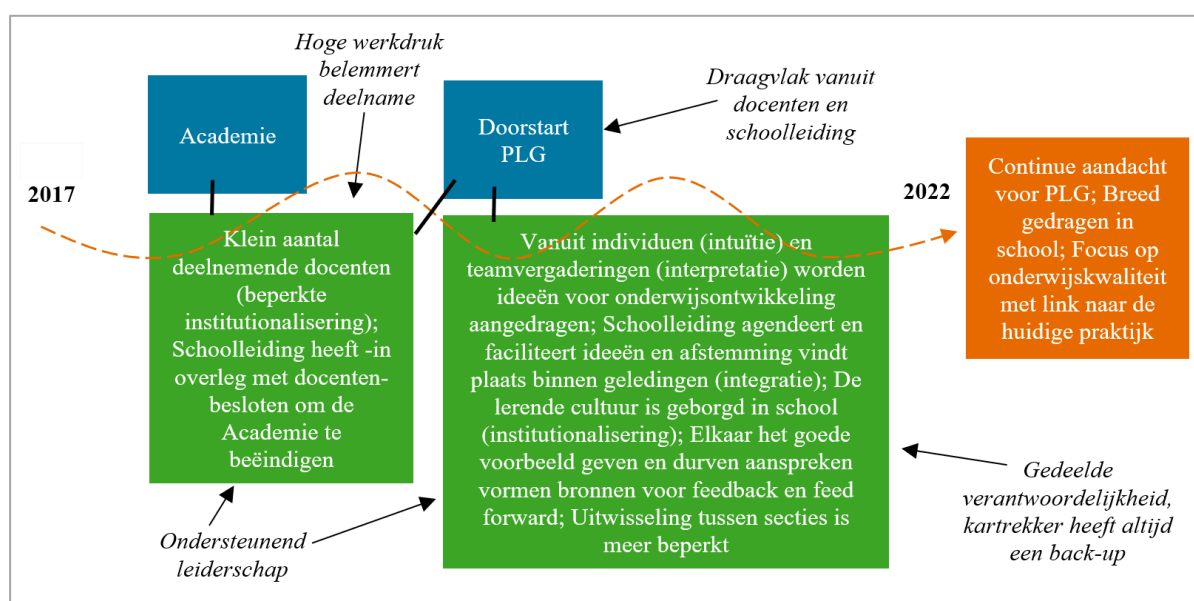 Hoge werkdruk
belemmert
deelname
Academie
Doorstart
PLG
Draagvlak vanuit
docenten en
schoolleiding
2017
2022
Klein aantal
deelnemende docenten
(beperkte
institutionalisering);
Schoolleiding heeft -in
overleg met docenten-
besloten om de
Academie te
beëindigen
Vanuit individuen (intuïtie) en
teamvergaderingen (interpretatie) worden
ideeën voor onderwijsontwikkeling
aangedragen; Schoolleiding agendeert en
faciliteert ideeën en afstemming vindt
plaats binnen geledingen (integratie); De
lerende cultuur is geborgd in school
(institutionalisering); Elkaar het goede
voorbeeld geven en durven aanspreken
vormen bronnen voor feedback en feed
forward; Uitwisseling tussen secties is
meer beperkt
Continue aandacht
voor PLG; Breed
gedragen in
school; Focus op
onderwijskwaliteit
met link naar de
huidige praktijk
Ondersteunend
leiderschap
Gedeelde
verantwoordelijkheid,
kartrekker heeft altijd
een back-up